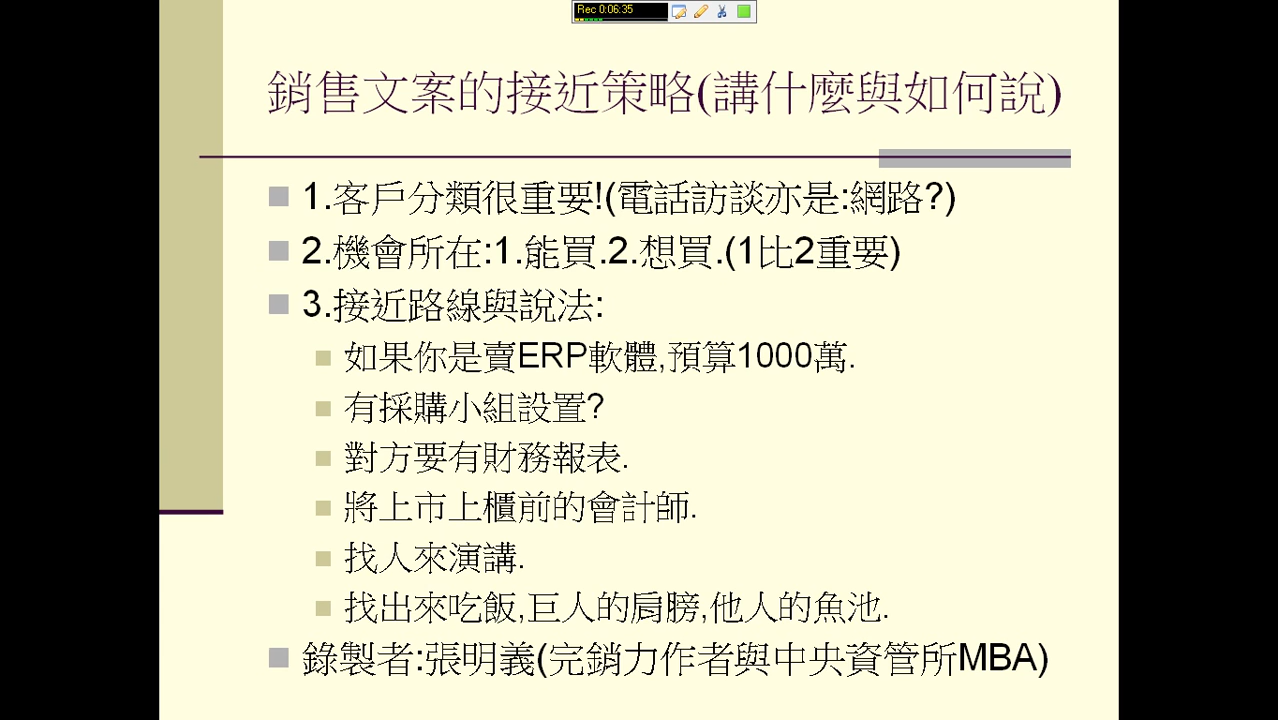 Rec 0:06:35
銷售文案的接近策略(講什麼與如何說)
1.客戶分類很重要!(電話訪談亦是:網路?)
2.機會所在:1.能買.2.想買.(1比2重要)
3.接近路線與說法:
如果你是賣ERP軟體,預算1000萬.
有採購小組設置?
對方要有財務報表.
將上市上櫃前的會計師.
找人來演講.
找出來吃飯,巨人的肩膀,他人的魚池.
錄製者:張明義(完銷力作者與中央資管所MBA)